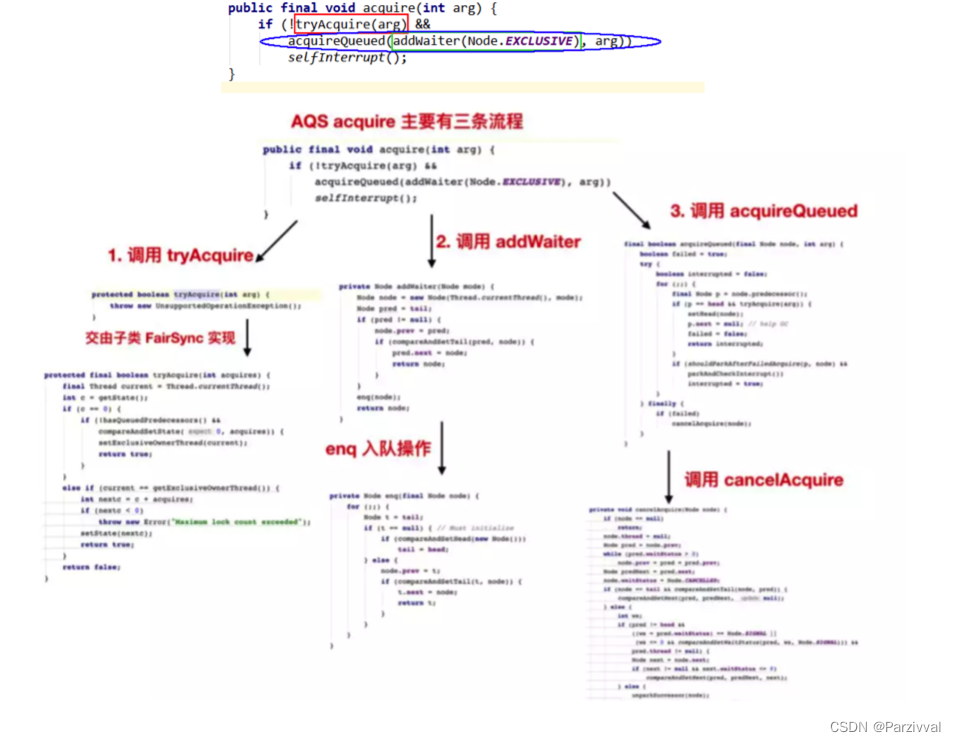 public final void acquire(int arg) {
if (!tryAcquire(arg) &&
acquireQueued(addWaiter(Node.EXCLUSIVE), arg))
selfInterrupt();
}
AQS acquire 主要有三条流程
public final void acquire(int arg) {
if (!tryAcquire(arg) &&
acquireQueued(addWaiter(Node.EXCLUSIVE), arg))
selfInterrupt();
}
1. 调用 tryAcquire
protected boolean tryAcquire(int arg) {
throw new UnsupportedOperationException();
}
交由子类 FairSync 实现
protected final boolean tryAcquire(int acquires) {
final Thread current = Thread.currentThread();
int c = getState();
if (c == 0) {
if (!hasQueuedPredecessors() &&
compareAndSetState( expect: 0, acquires)) {
setExclusiveOwnerThread(current);
return true;
}
}
else if (current == getExclusiveOwnerThread()) {
int nextc = c + acquires;
if (nextc < 0)
throw new Error("Maximum lock count exceeded");
setState(nextc);
return true;
}
return false;
}
2. 调用 addWaiter
private Node addWaiter(Node mode) {
Node node = new Node(Thread.currentThread(), mode);
Node pred = tail;
if (pred != null) {
node.prev = pred;
if (compareAndSetTail(pred, node)) {
pred.next = node;
return node;
}
}
enq(node);
return node;
}
enq 入队操作
private Node enq(final Node node) {
for (;;) {
Node t = tail;
if (t == null) { // Must initialize
if (compareAndSetHead(new Node()))
tail = head;
} else {
node.prev = t;
if (compareAndSetTail(t, node)) {
t.next = node;
return t;
}
}
}
}
3. 调用 acquireQueued
final boolean acquireQueued(final Node node, int arg) {
boolean failed = true;
try {
boolean interrupted = false;
for (;;) {
final Node p = node.predecessor();
if (p == head && tryAcquire(arg)) {
setHead(node);
p.next = null; // help GC
failed = false;
return interrupted;
}
if (shouldParkAfterFailedAcquire(p, node) &&
parkAndCheckInterrupt())
interrupted = true;
}
} finally {
if (failed)
cancelAcquire(node);
}
}
调用 cancelAcquire
private void cancelAcquire(Node node) {
if (node == null)
return;
node.thread = null;
Node pred = node.prev;
while (pred.waitStatus > 0)
node.prev = pred = pred.prev;
Node predNext = pred.next;
node.waitStatus = Node.CANCELLED;
if (node == tail && compareAndSetTail(node, pred)) {
compareAndSetNext(pred, predNext, null);
} else {
int ws;
if (pred != head &&
((ws = pred.waitStatus) == Node.SIGNAL ||
(ws <= 0 && compareAndSetWaitStatus(pred, ws, Node.SIGNAL))) &&
pred.thread != null) {
Node next = node.next;
if (next != null && next.waitStatus <= 0)
compareAndSetNext(pred, predNext, next);
} else {
unparkSuccessor(node);
CSDN @Parzivval